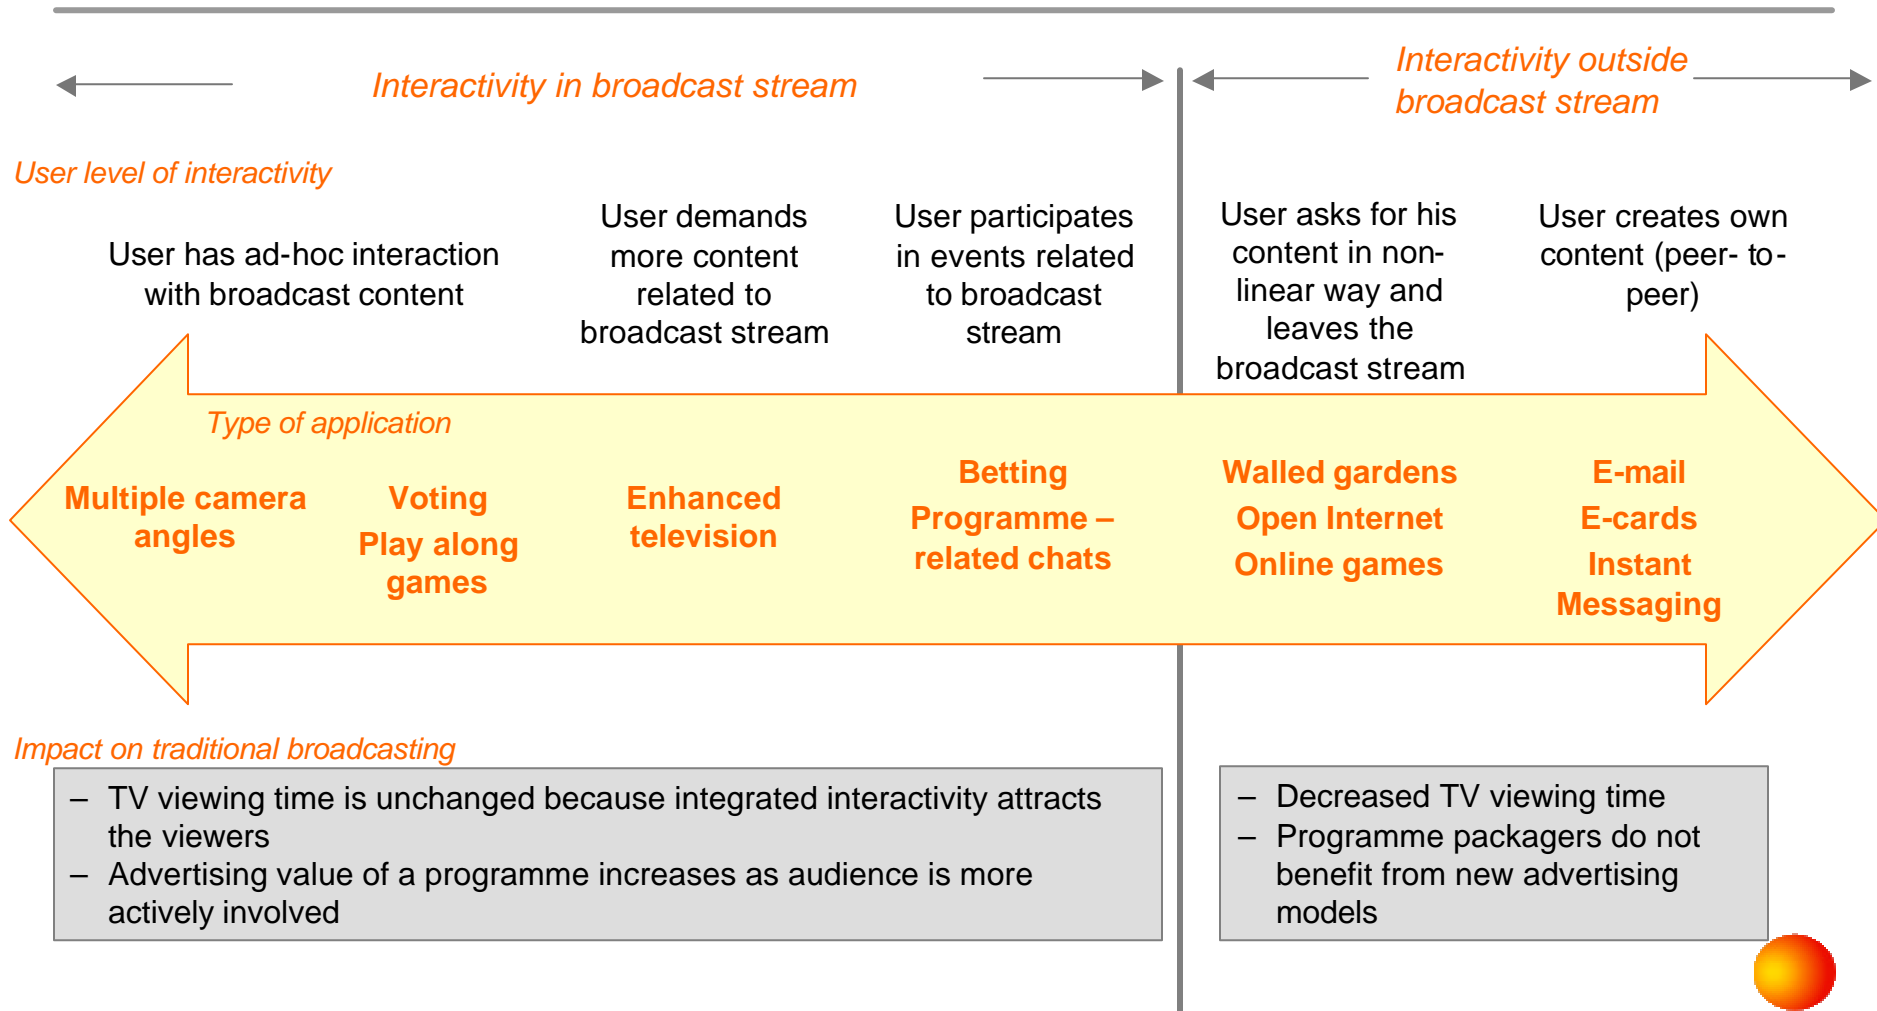 Interactivity in broadcast stream
Interactivity outside
broadcast stream
User level of interactivity
User has ad-hoc interaction
with broadcast content
User demands
more content
related to
broadcast stream
User participates
in events related
to broadcast
stream
User asks for his
content in non-
linear way and
leaves the
broadcast stream
User creates own
content (peer- to-
peer)
Type of application
Multiple camera
angles
Voting
Play along
games
Enhanced
television
Betting
Programme –
related chats
Walled gardens
Open Internet
Online games
E-mail
E-cards
Instant
Messaging
Impact on traditional broadcasting
– TV viewing time is unchanged because integrated interactivity attracts
the viewers
– Advertising value of a programme increases as audience is more
actively involved
– Decreased TV viewing time
– Programme packagers do not
benefit from new advertising
models